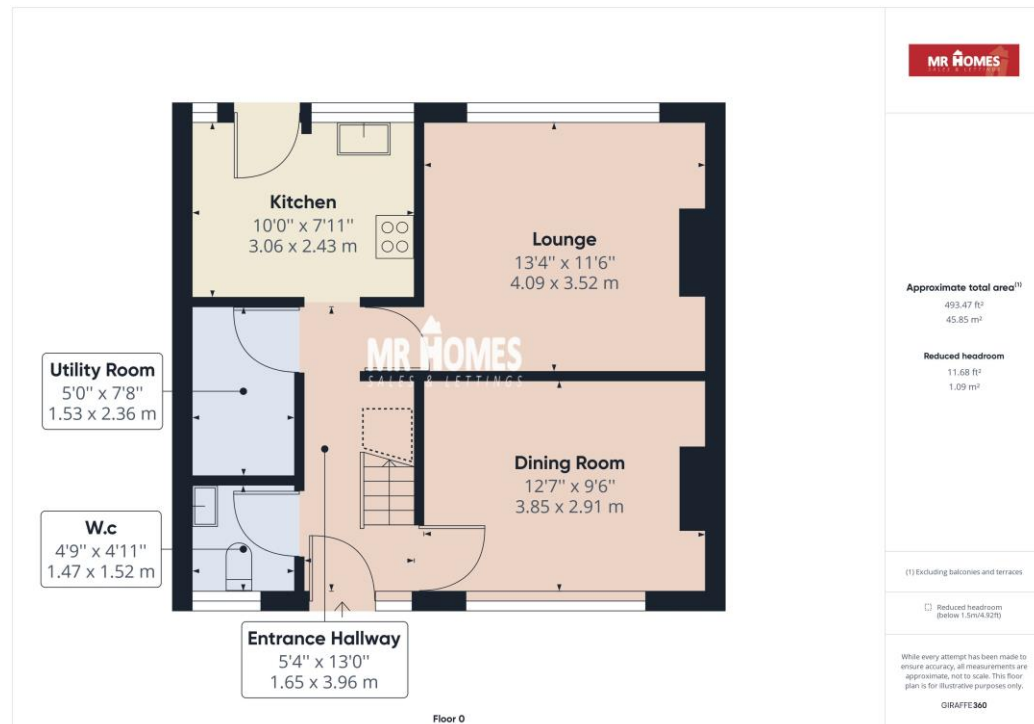 MR HOMES
SALES & LETTINGS
Kitchen
10'0'' x 7'11''
3.06 x 2.43 m
Lounge
13'4'' x 11'6''
4.09 x 3.52 m
MR HOMES
SALES & LETTINGS
Utility Room
5'0'' x 7'8''
1.53 x 2.36 m
Dining Room
12'7'' x 9'6''
3.85 x 2.91 m
W.c
4'9'' x 4'11''
1.47 x 1.52 m
Entrance Hallway
5'4'' x 13'0''
1.65 x 3.96 m
Floor 0
Approximate total area(1)
493.47 ft²
45.85 m²
Reduced headroom
11.68 ft²
1.09 m²
(1) Excluding balconies and terraces
Reduced headroom
(below 1.5m/4.92ft)
While every attempt has been made to
ensure accuracy, all measurements are
approximate, not to scale. This floor
plan is for illustrative purposes only.
GIRAFFE360